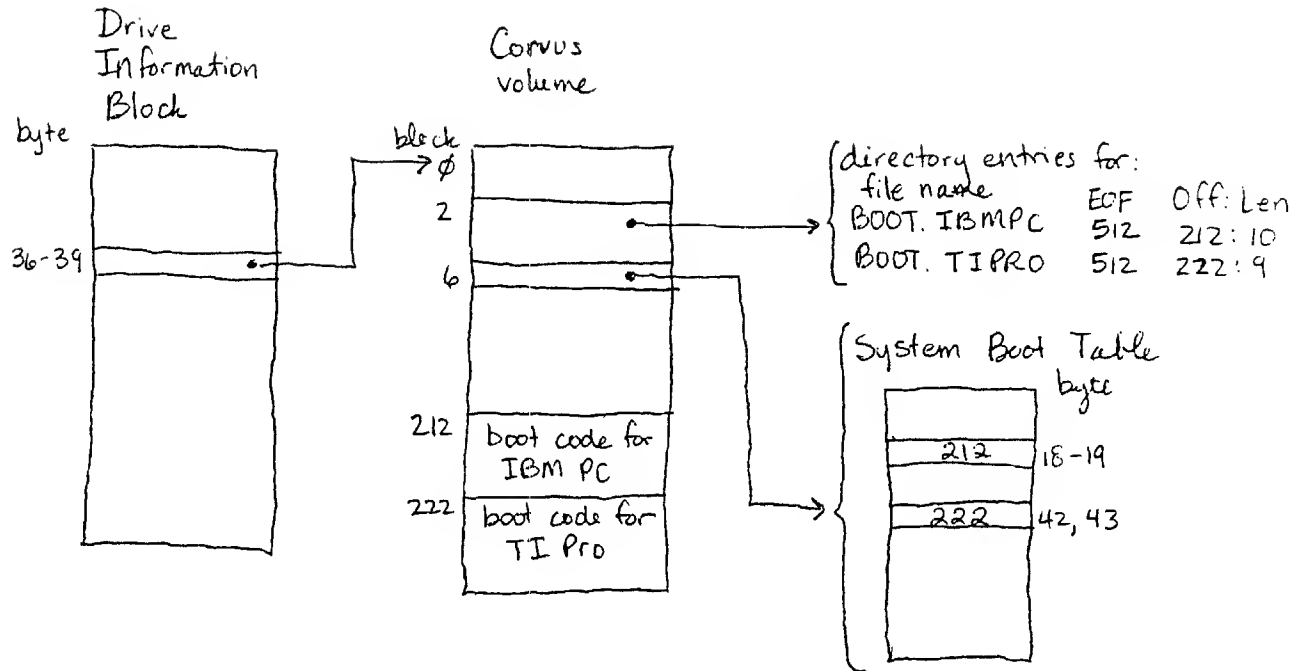 Drive
Information
Block
byte
36-39
Corvus
volume
block
Ø
2
6
212
boot code for
IBM PC
222
boot code for
TI Pro
directory entries for:
file name EOF Off: Len
BOOT. IBMPC 512 212: 10
BOOT. TIPRO 512 222: 9
System Boot Table
byte
212 18-19
222 42, 43